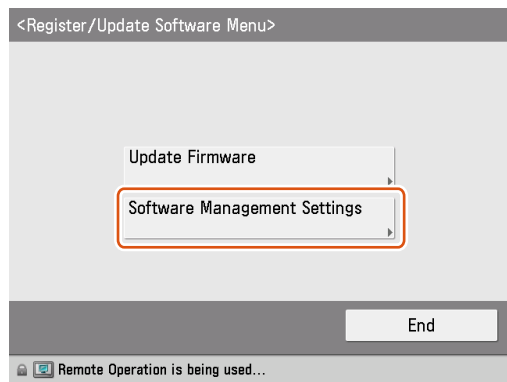 <Register/Update Software Menu>
Update Firmware
Software Management Settings
End
Remote Operation is being used...